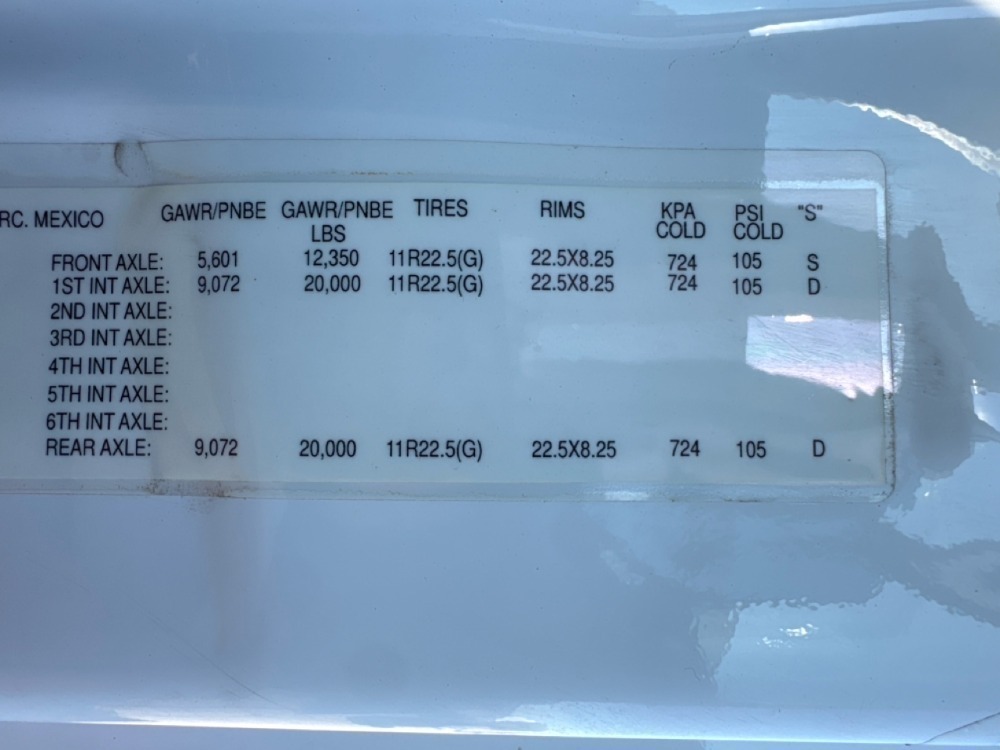 RC. MEXICO GAWR/PNBE GAWR/PNBE LBS TIRES RIMS KPA COLD PSI COLD "S"
FRONT AXLE: 5,601 12,350 11R22.5(G) 22.5X8.25 724 105 S
1ST INT AXLE: 9,072 20,000 11R22.5(G) 22.5X8.25 724 105 D
2ND INT AXLE:
3RD INT AXLE:
4TH INT AXLE:
5TH INT AXLE:
6TH INT AXLE:
REAR AXLE: 9,072 20,000 11R22.5(G) 22.5X8.25 724 105 D